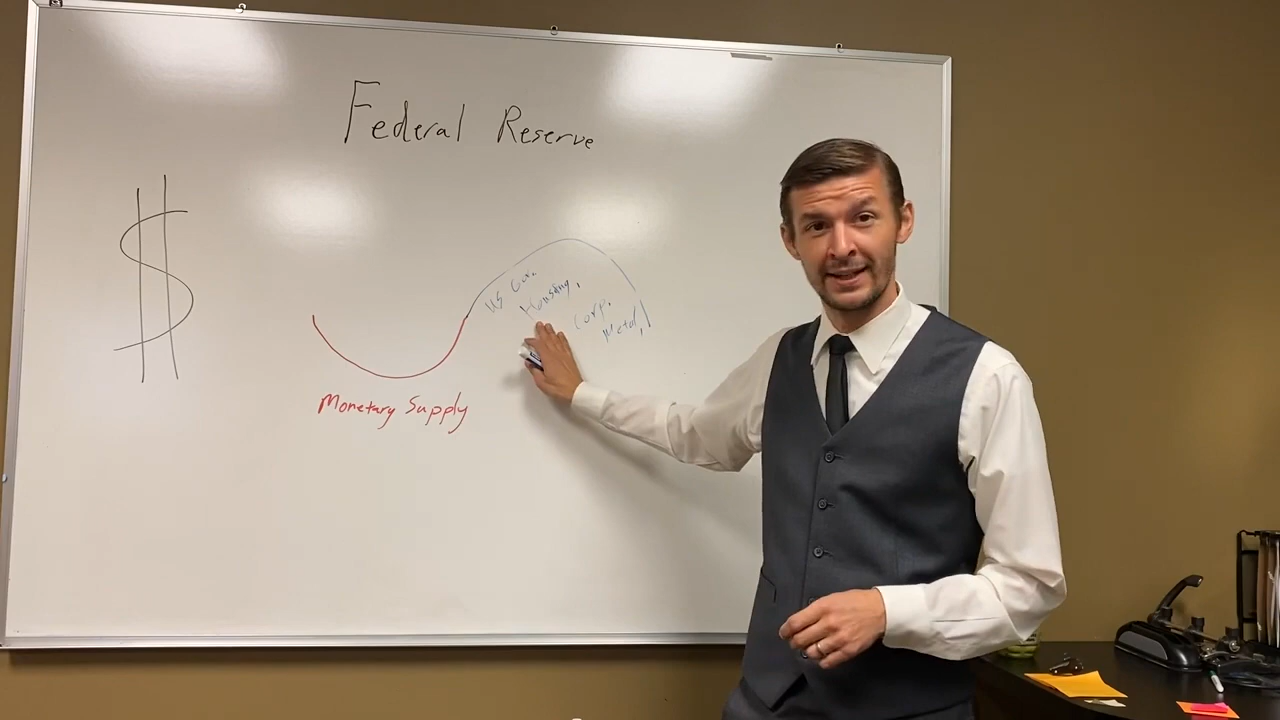 Federal Reserve
$
US Gov.
Housing,
Corp.
Metal,
Monetary Supply